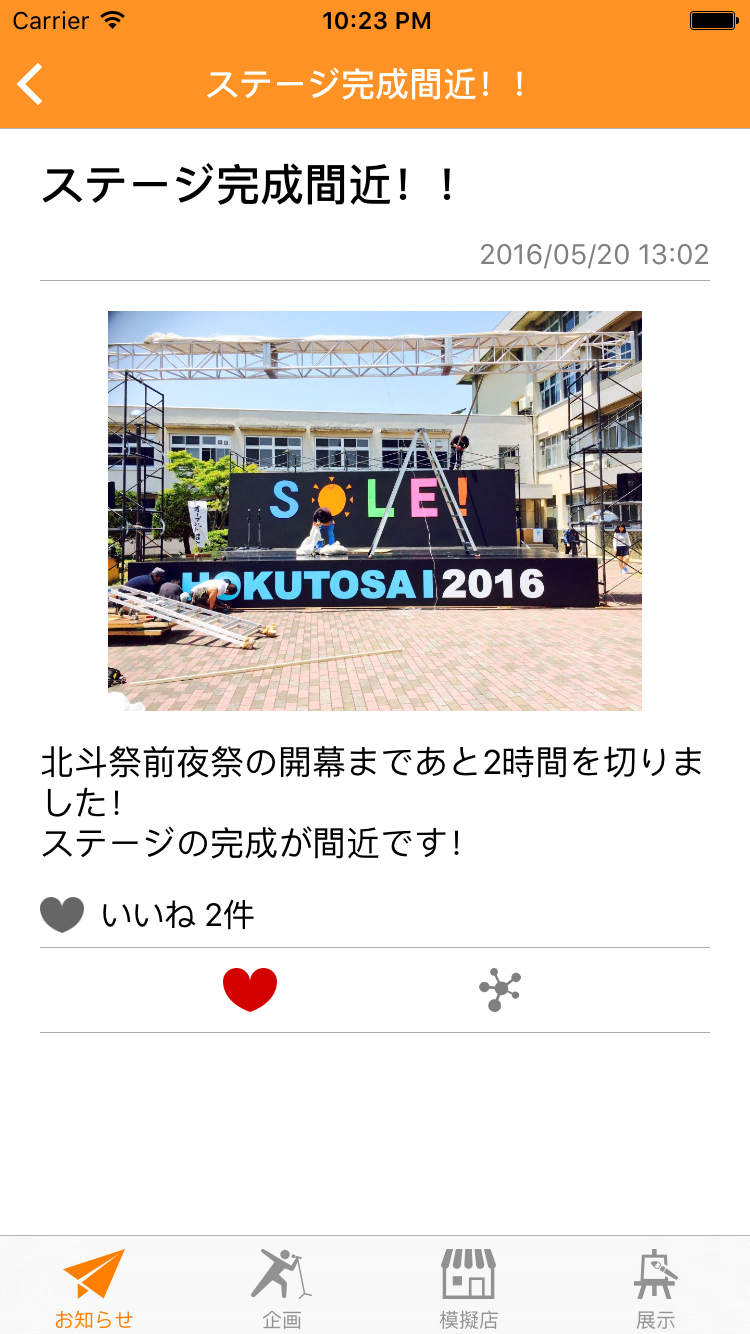 Carrier 10:23 PM
ステージ完成間近！！
ステージ完成間近！！
2016/05/20 13:02
SOLE!
HOKUTOSAI 2016
北斗祭前夜祭の開幕まであと2時間を切りま
した！
ステージの完成が間近です！
いいね 2件
お知らせ 企画 模擬店 展示